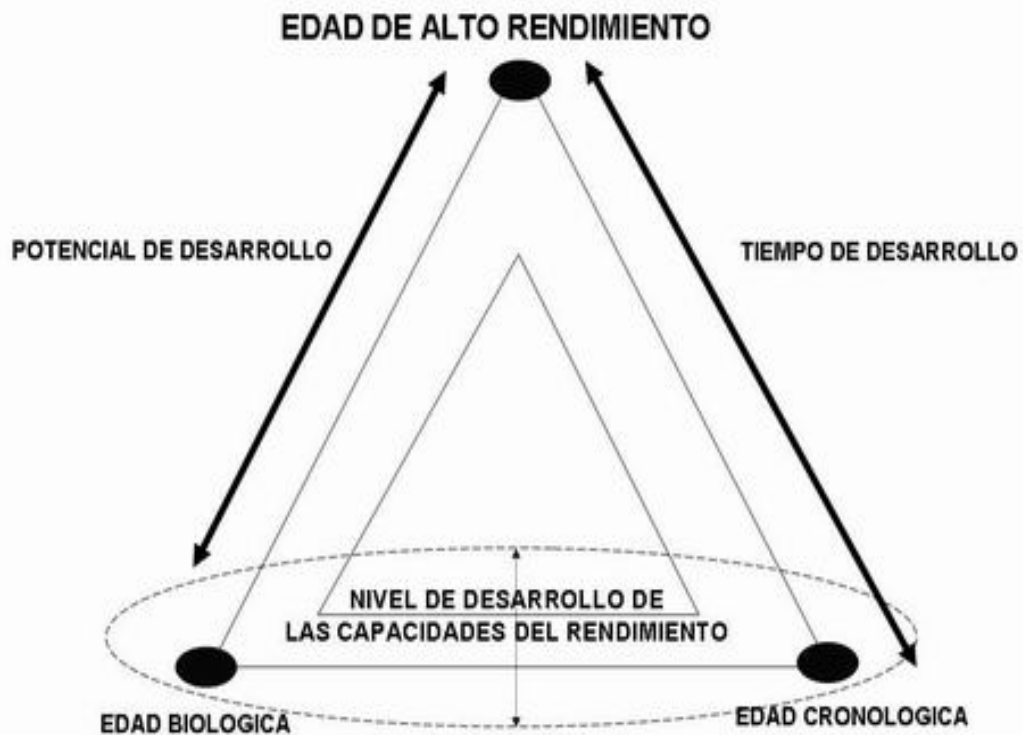 EDAD DE ALTO RENDIMIENTO
POTENCIAL DE DESARROLLO
TIEMPO DE DESARROLLO
NIVEL DE DESARROLLO DE
LAS CAPACIDADES DEL RENDIMIENTO
EDAD BIOLOGICA
EDAD CRONOLOGICA